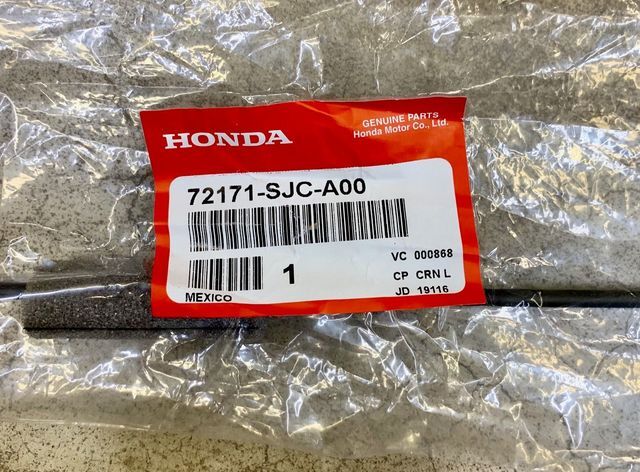 HONDA
GENUINE PARTS
Honda Motor Co., Ltd.
72171-SJC-A00
VC 000868
1
CP CRN L
MEXICO
JD 19116